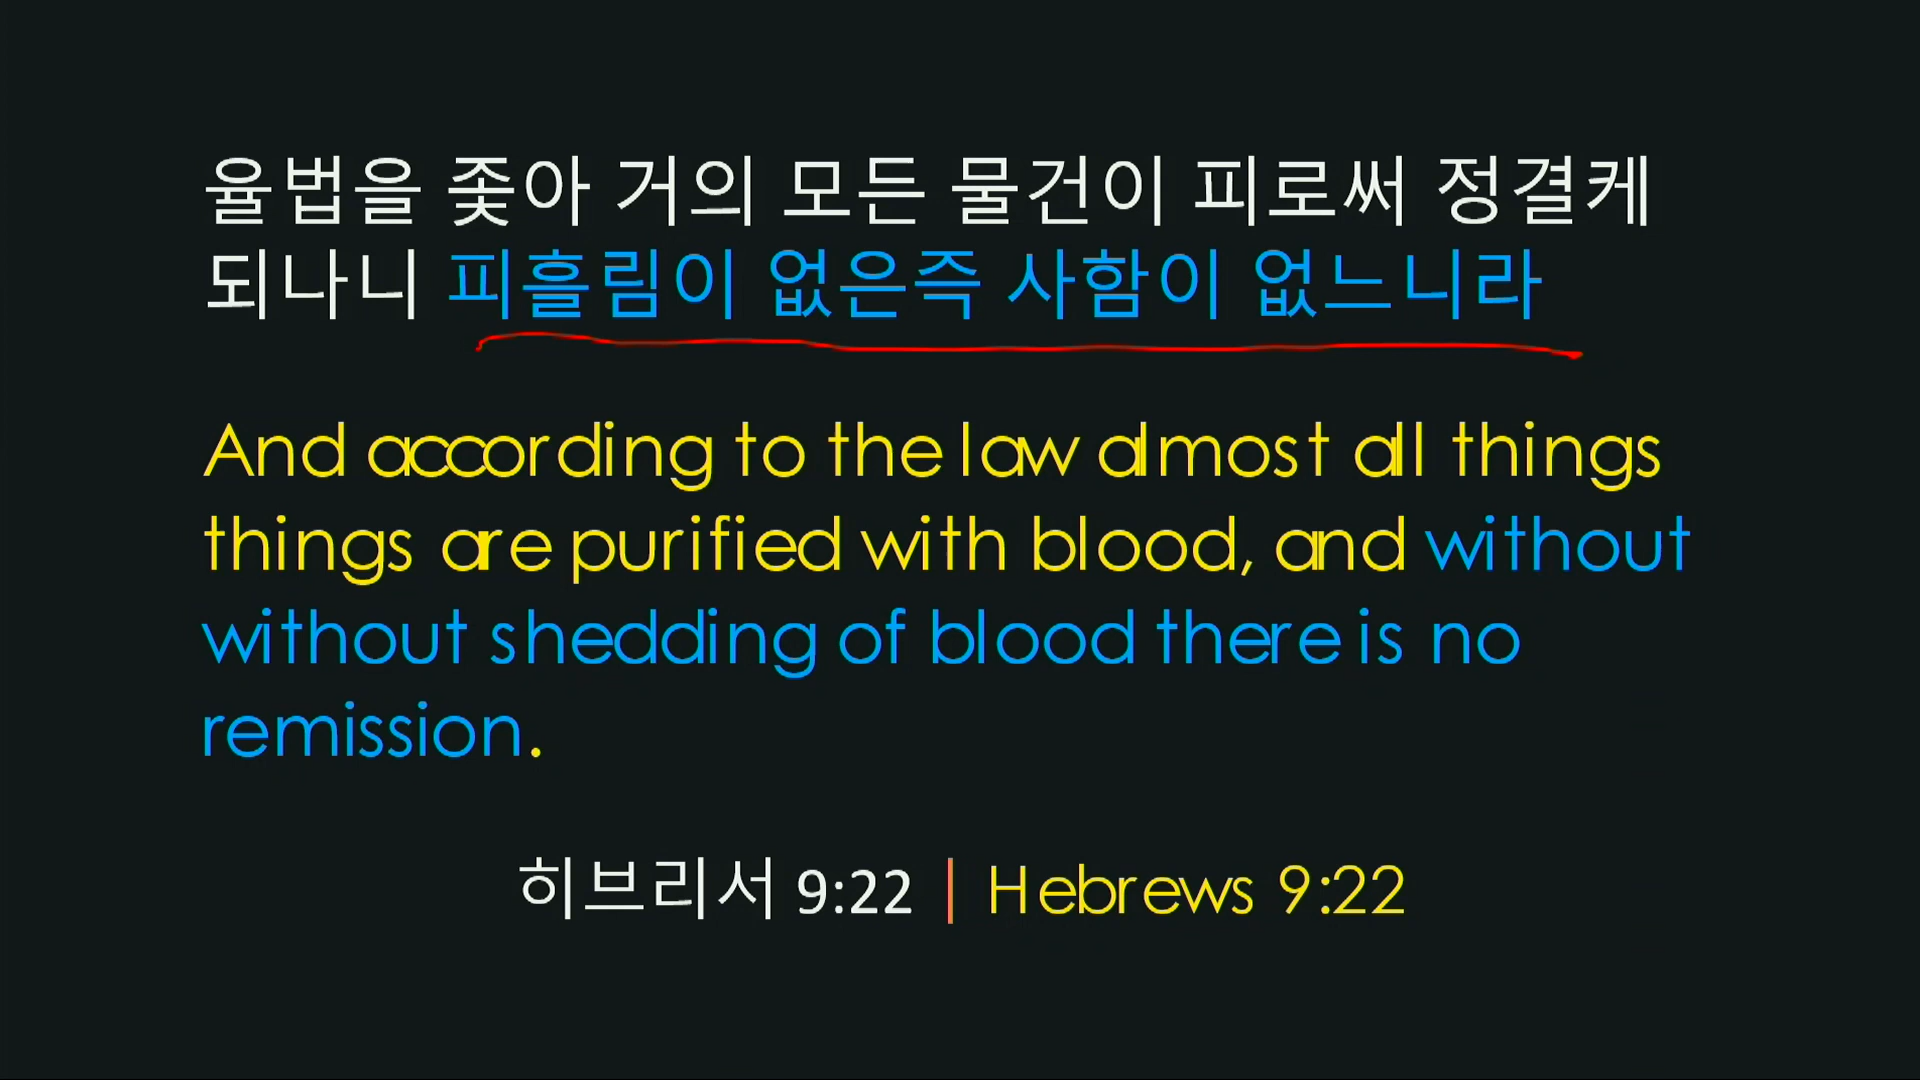 율법을 좇아 거의 모든 물건이 피로써 정결케
되나니 피흘림이 없은즉 사함이 없느니라
And according to the law almost all things
things are purified with blood, and without
without shedding of blood there is no
remission.
히브리서 9:22 | Hebrews 9:22